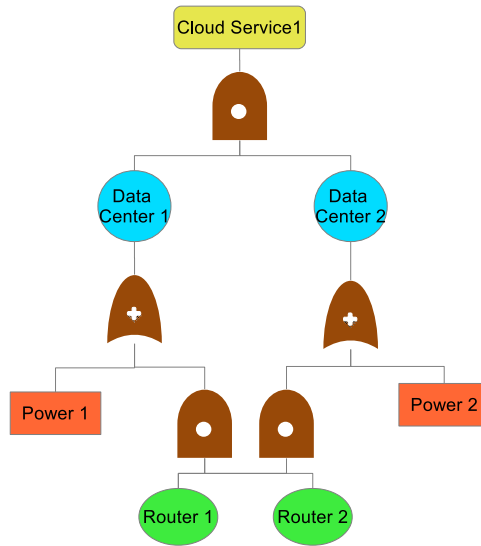 Cloud Service1
Data
Center 1
Data
Center 2
Power 1
Power 2
Router 1
Router 2